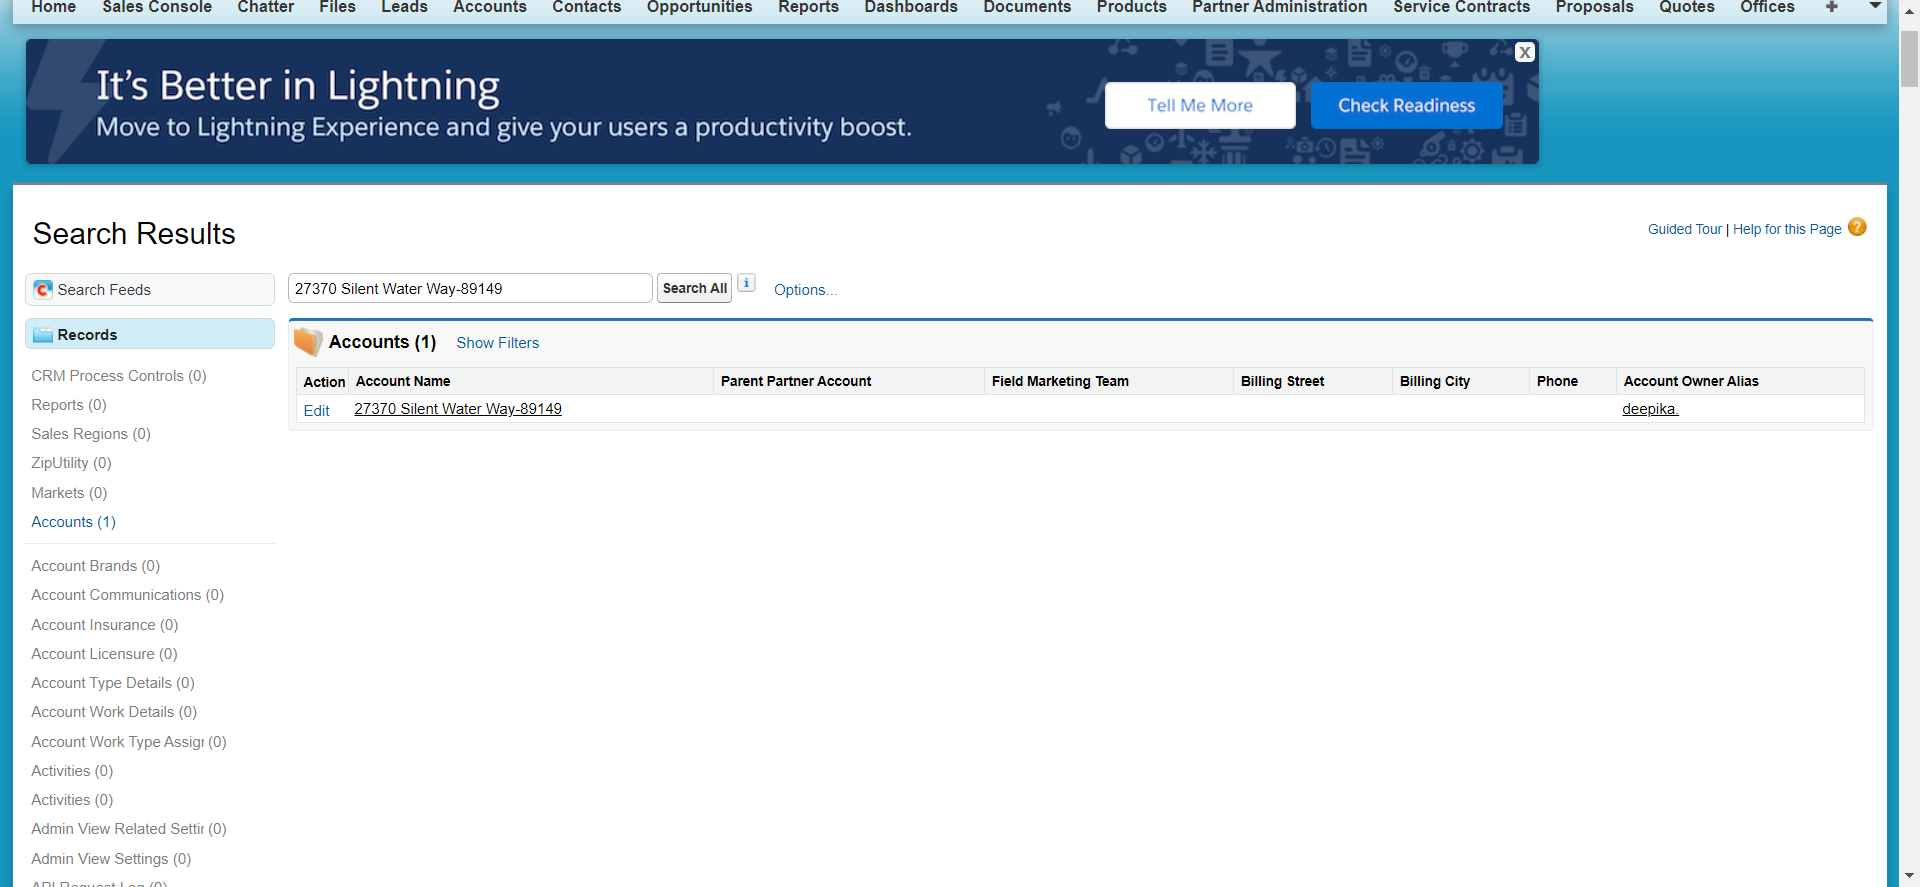 Home Sales Console Chatter Files Leads Accounts Contacts Opportunities Reports Dashboards Documents Products Partner Administration Service Contracts Proposals Quotes Offices +
It's Better in Lightning
Move to Lightning Experience and give your users a productivity boost.
Tell Me More
Check Readiness
X
Search Results
Guided Tour | Help for this Page ?
Search Feeds
27370 Silent Water Way-89149
Search All
i
Options...
Records
Accounts (1) Show Filters
Action Account Name Parent Partner Account Field Marketing Team Billing Street Billing City Phone Account Owner Alias
Edit 27370 Silent Water Way-89149 deepika.
CRM Process Controls (0)
Reports (0)
Sales Regions (0)
ZipUtility (0)
Markets (0)
Accounts (1)
Account Brands (0)
Account Communications (0)
Account Insurance (0)
Account Licensure (0)
Account Type Details (0)
Account Work Details (0)
Account Work Type Assigr (0)
Activities (0)
Activities (0)
Admin View Related Settir (0)
Admin View Settings (0)
API Request Log (0)